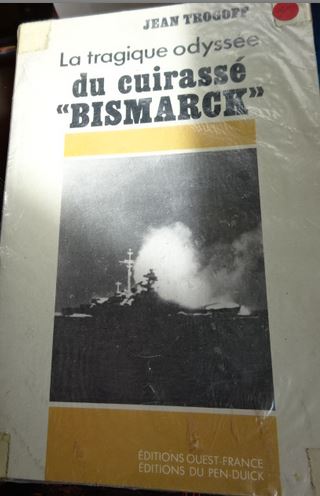 JEAN TROGOFF
La tragique odyssée
du cuirassé
“BISMARCK”
ÉDITIONS OUEST-FRANCE
ÉDITIONS DU PEN-DUICK